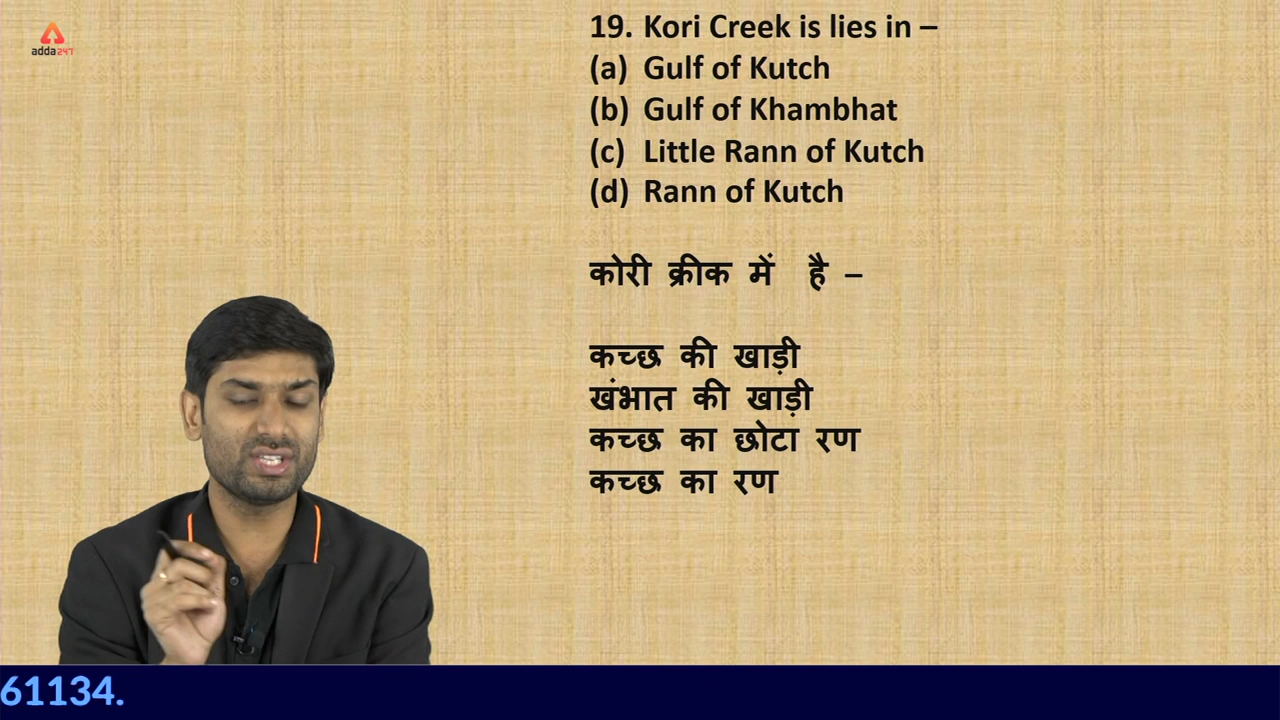 adda247
19. Kori Creek is lies in –
(a) Gulf of Kutch
(b) Gulf of Khambhat
(c) Little Rann of Kutch
(d) Rann of Kutch
कोरी क्रीक में है –
कच्छ की खाड़ी
खंभात की खाड़ी
कच्छ का छोटा रण
कच्छ का रण
61134.